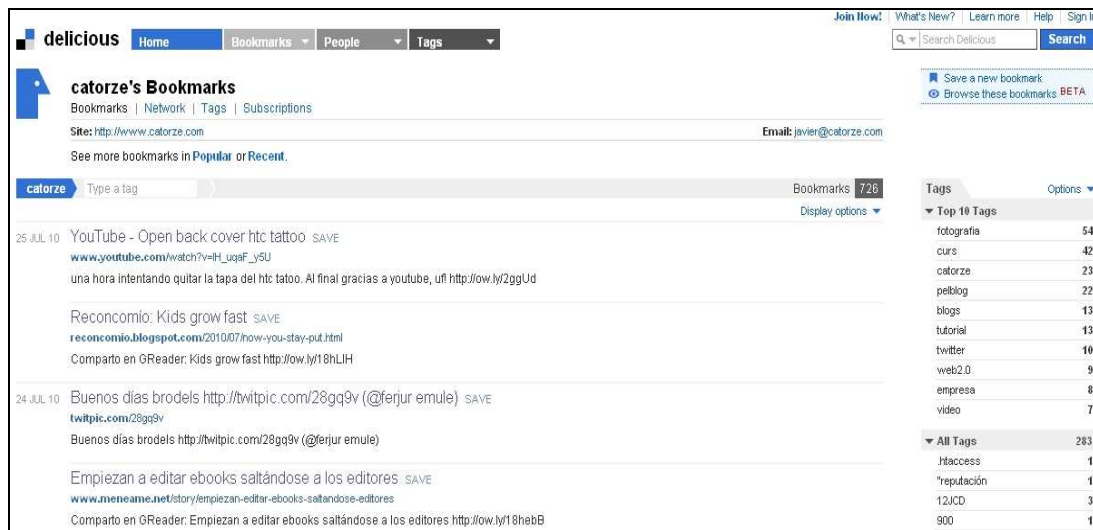 Join Now! What's New? Learn more Help Sign In
delicious Home Bookmarks People Tags Search Delicious Search
catorze's Bookmarks
Bookmarks | Network | Tags | Subscriptions
Save a new bookmark
Browse these bookmarks BETA
Site: http://www.catorze.com Email: javier@catorze.com
See more bookmarks in Popular or Recent.
catorze Type a tag Bookmarks 726
Display options
25 JUL 10 YouTube - Open back cover htc tattoo SAVE
www.youtube.com/watch?v=lH_uqaF_y5U
una hora intentando quitar la tapa del htc tatoo. Al final gracias a youtube, uf! http://ow.ly/2ggUd
Reconcomío: Kids grow fast SAVE
reconcomio.blogspot.com/2010/07/now-you-stay-put.html
Comparto en GReader: Kids grow fast http://ow.ly/18hLIH
24 JUL 10 Buenos días brodels http://twitpic.com/28gq9v (@ferjur emule) SAVE
twitpic.com/28gq9v
Buenos días brodels http://twitpic.com/28gq9v (@ferjur emule)
Empiezan a editar ebooks saltándose a los editores SAVE
www.meneame.net/story/empiezan-editar-ebooks-saltandose-editores
Comparto en GReader: Empiezan a editar ebooks saltándose a los editores http://ow.ly/18hebB
Tags Options
Top 10 Tags
fotografia 54
curs 42
catorze 23
pelblog 22
blogs 13
tutorial 13
twitter 10
web2.0 9
empresa 8
video 7
All Tags 283
.htaccess 1
"reputación 1
12JCD 3
900 1